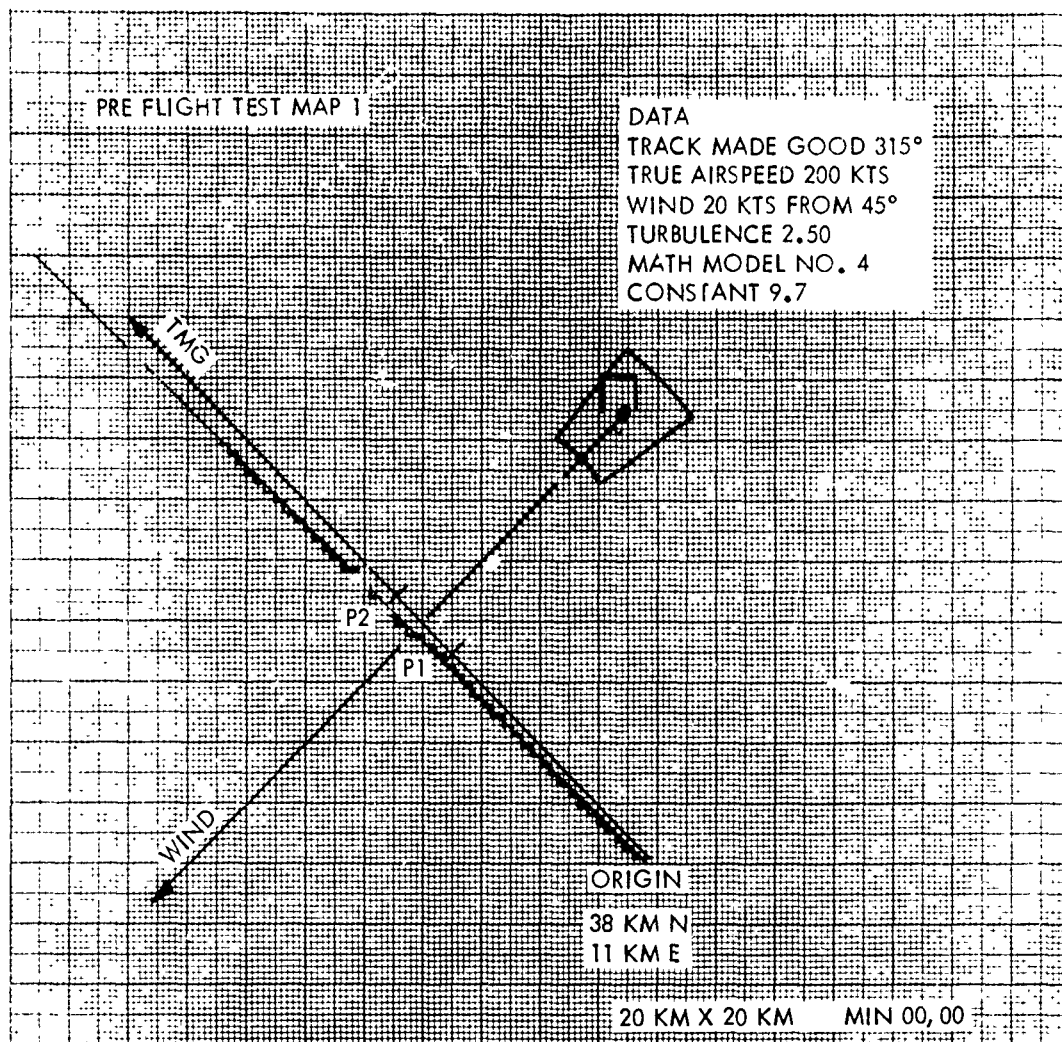 PRE FLIGHT TEST MAP 1
DATA
TRACK MADE GOOD 315°
TRUE AIRSPEED 200 KTS
WIND 20 KTS FROM 45°
TURBULENCE 2.50
MATH MODEL NO. 4
CONSTANT 9.7
TMG
P2
P1
WIND
ORIGIN
38 KM N
11 KM E
20 KM X 20 KM MIN 00,00